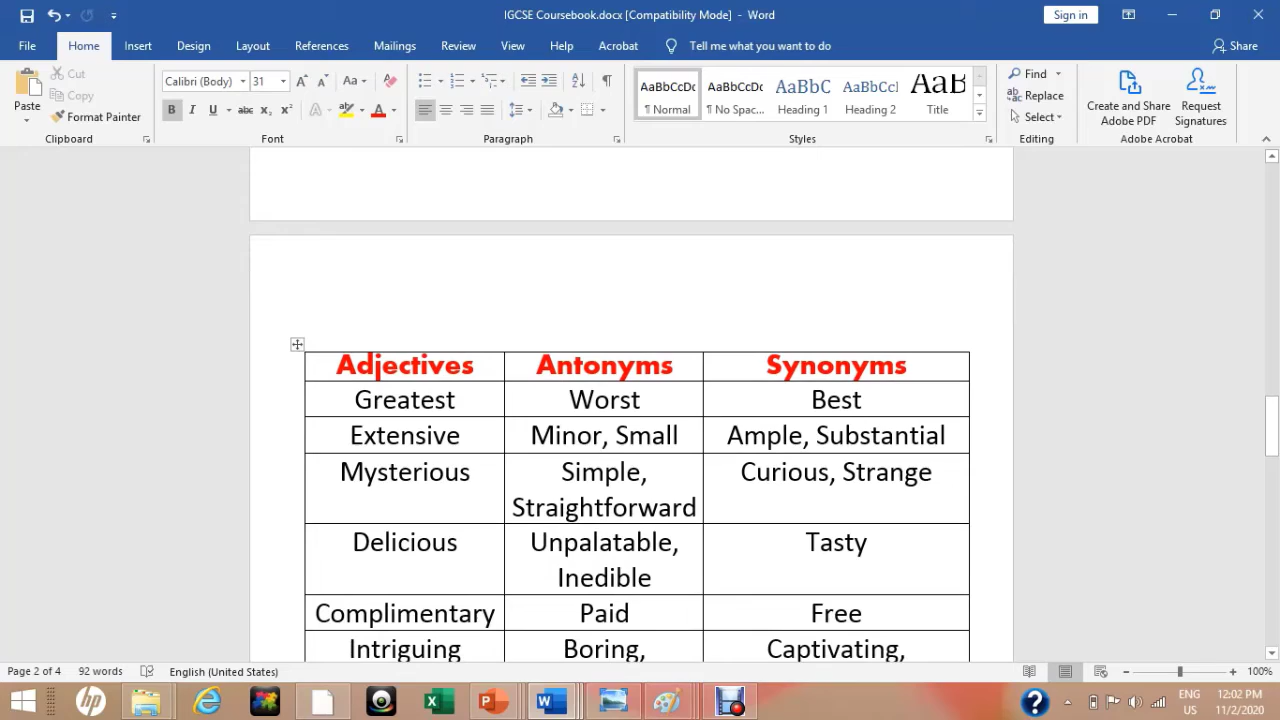 IGCSE Coursebook.docx [Compatibility Mode] - Word
Sign in
File Home Insert Design Layout References Mailings Review View Help Acrobat Tell me what you want to do Share
Paste
Cut
Copy
Format Painter
Clipboard
Calibri (Body) 31
Font
Paragraph
AaBbCcDc AaBbCcDc AaBbC AaBbCc AaB
¶ Normal ¶ No Spac... Heading 1 Heading 2 Title
Styles
Find
Replace
Select
Editing
Create and Share Adobe PDF
Request Signatures
Adobe Acrobat
Adjectives Antonyms Synonyms
Greatest Worst Best
Extensive Minor, Small Ample, Substantial
Mysterious Simple, Curious, Strange
Straightforward
Delicious Unpalatable, Tasty
Inedible
Complimentary Paid Free
Intriguing Boring, Captivating,
Page 2 of 4 92 words English (United States) 100%
ENG 12:02 PM
US 11/2/2020